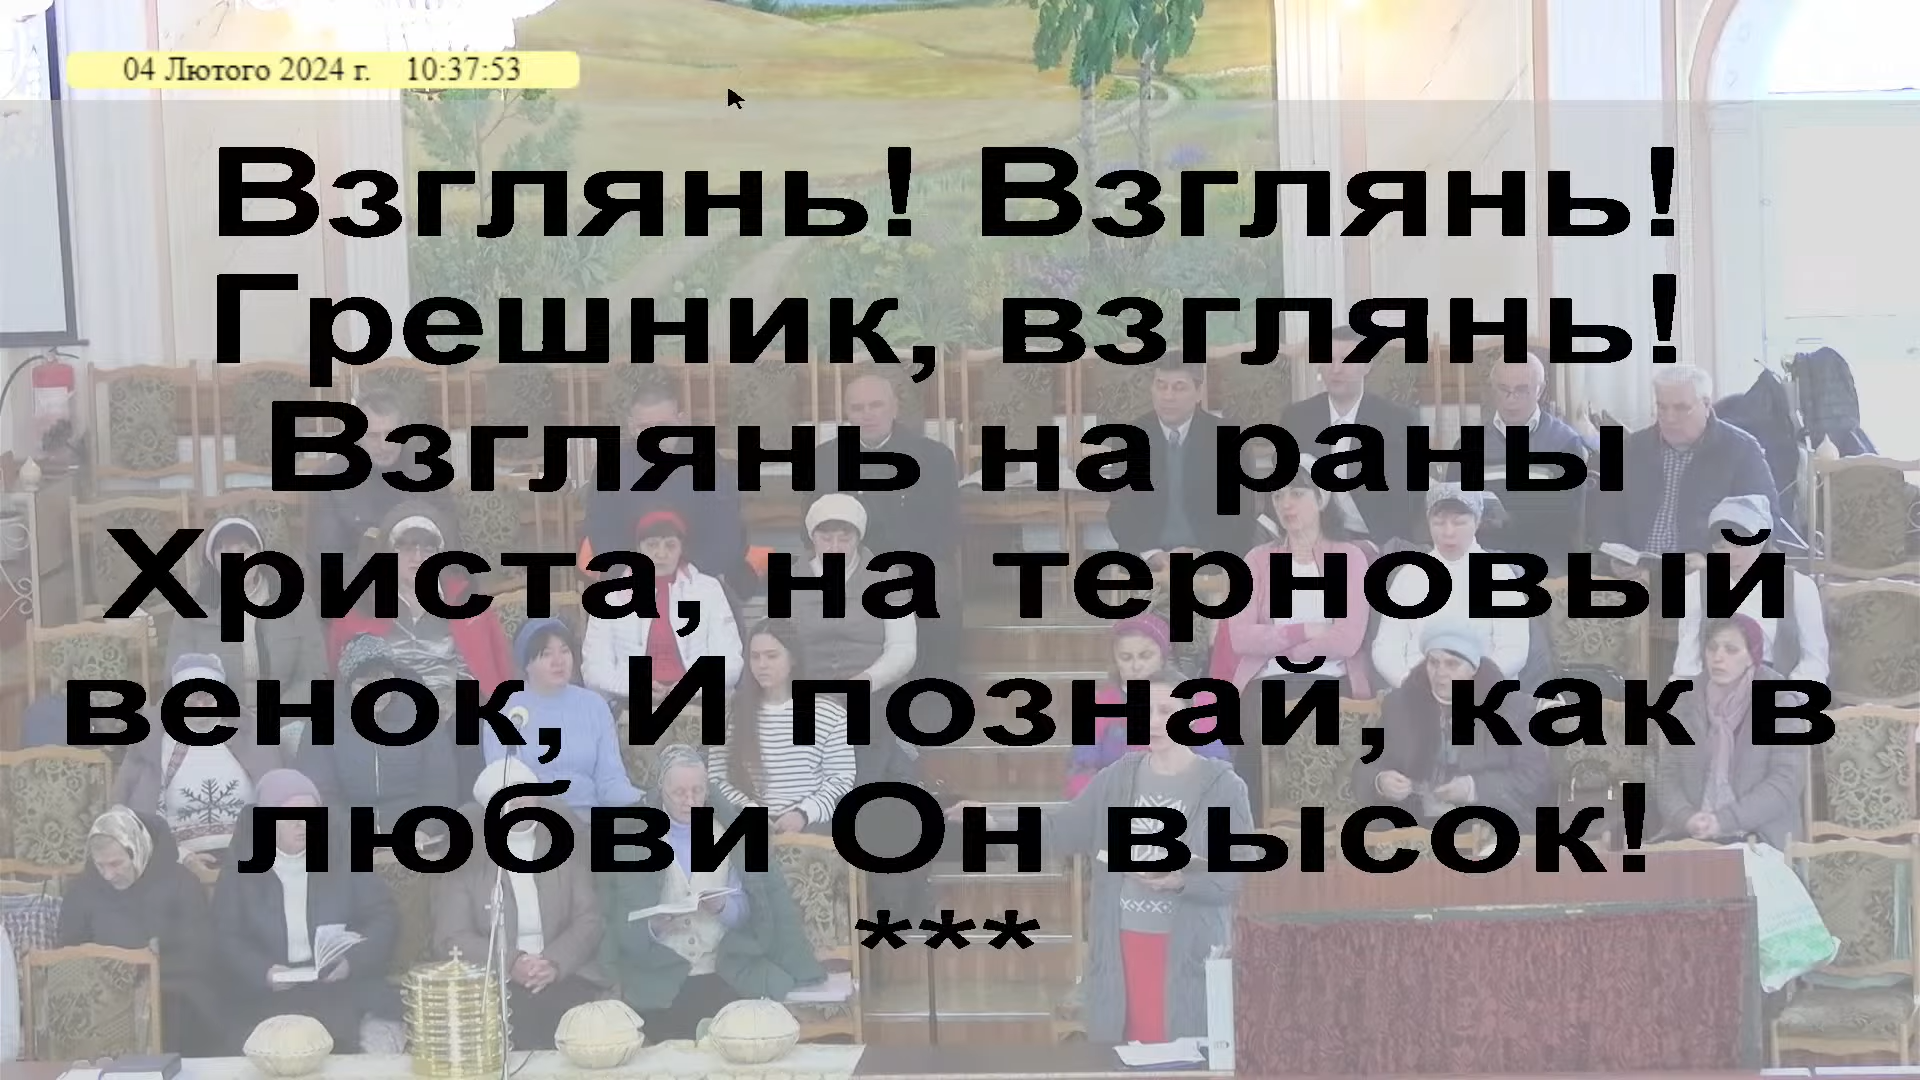 04 Лютого 2024 г. 10:37:53
Взглянь! Взглянь!
Грешник, взглянь!
Взглянь на раны
Христа, на терновый
венок, И познай, как в
любви Он высок!
***